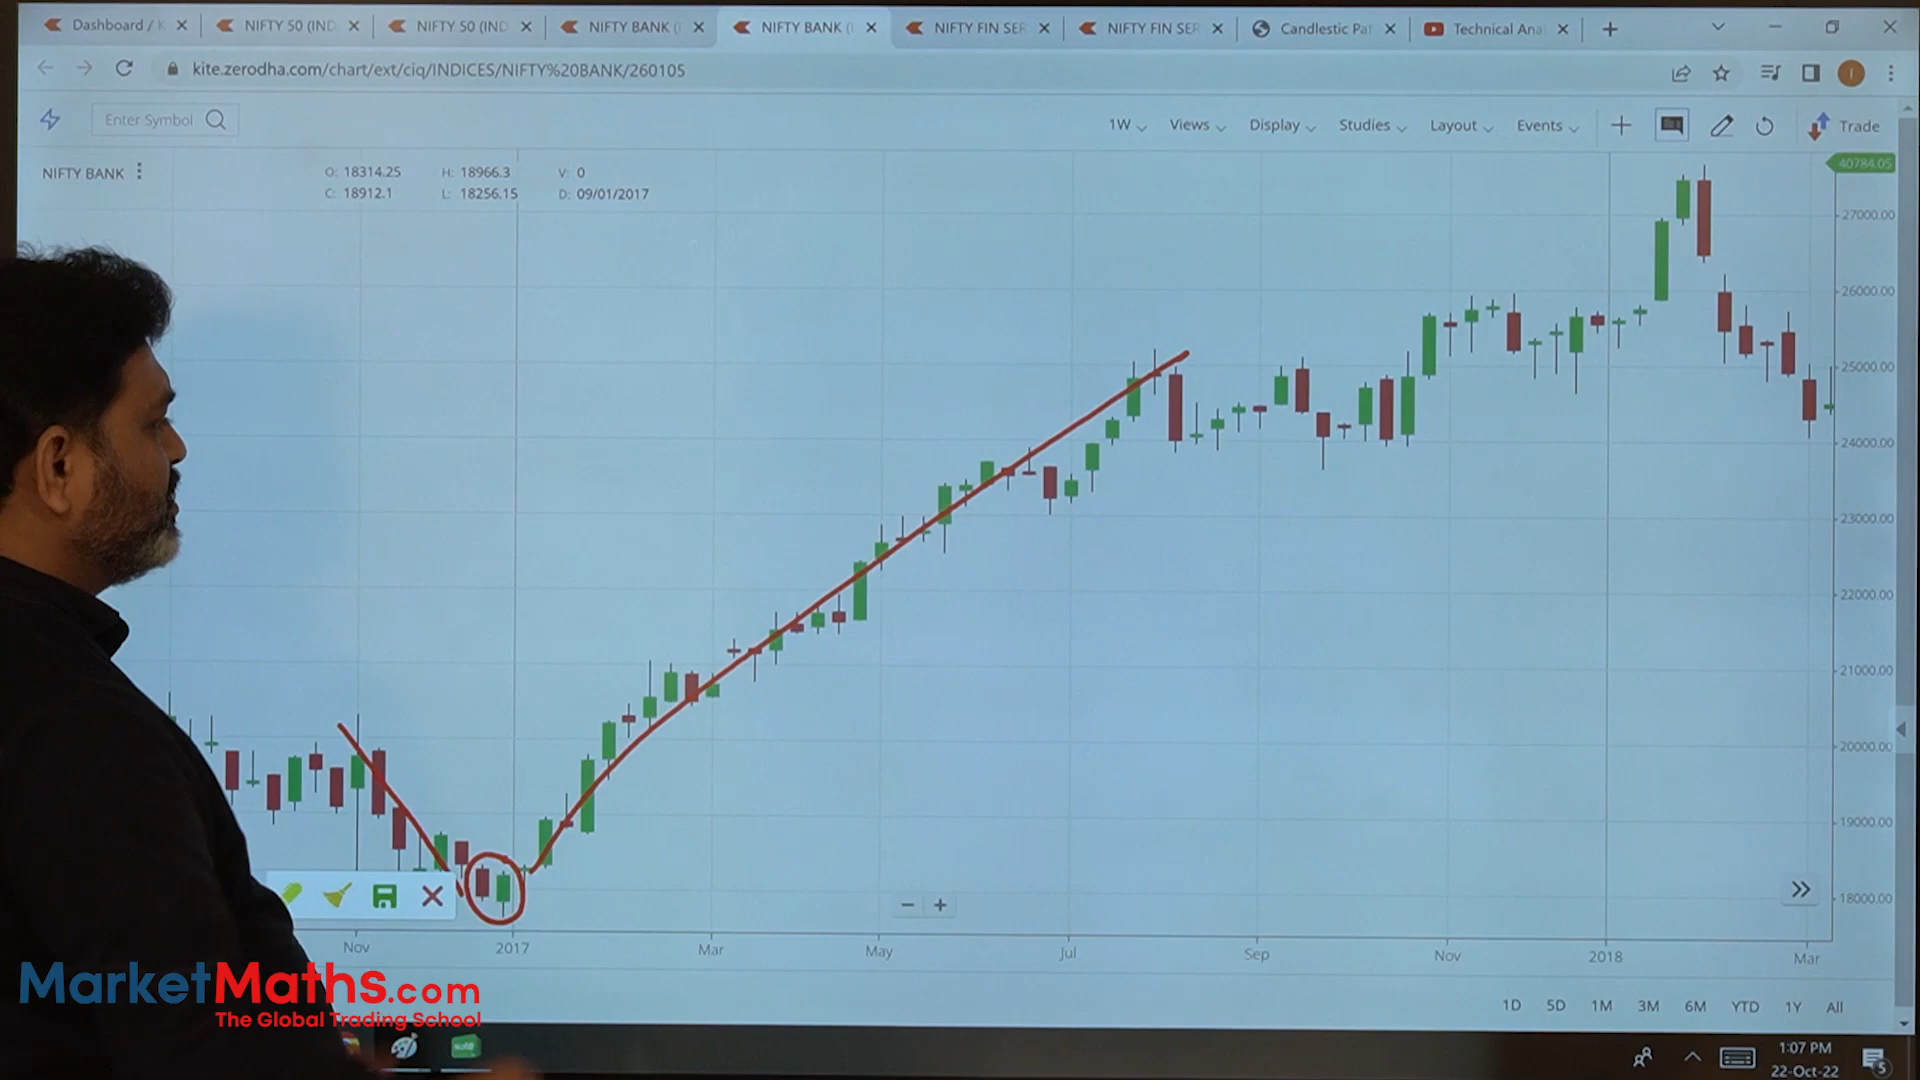 Dashboard / K
NIFTY 50 (IND
NIFTY 50 (IND
NIFTY BANK (
NIFTY BANK (I
NIFTY FIN SER
NIFTY FIN SER
Candlestic Pat
Technical Anal
kite.zerodha.com/chart/ext/ciq/INDICES/NIFTY%20BANK/260105
Enter Symbol
1W Views Display Studies Layout Events Trade
NIFTY BANK
O: 18314.25 H: 18966.3 V: 0
C: 18912.1 L: 18256.15 D: 09/01/2017
40784.05
27000.00
26000.00
25000.00
24000.00
23000.00
22000.00
21000.00
20000.00
19000.00
18000.00
Nov 2017 Mar May Jul Sep Nov 2018 Mar
1D 5D 1M 3M 6M YTD 1Y All
MarketMaths.com
The Global Trading School
Note
1:07 PM
22-Oct-22
5